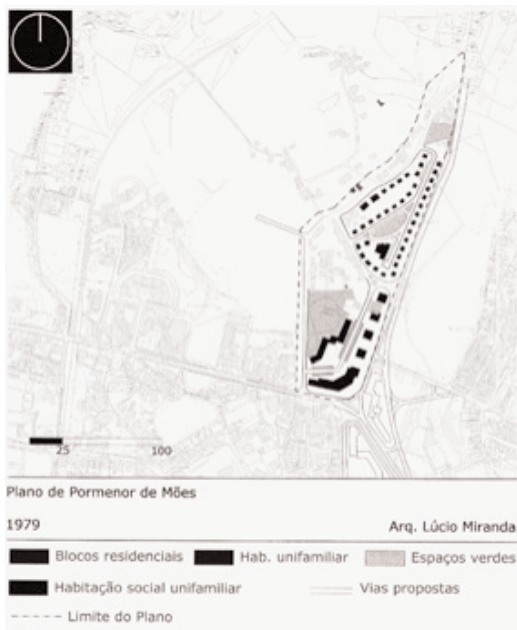 25 100
Plano de Pormenor de Mões
1979 Arq. Lúcio Miranda
Blocos residenciais Hab. unifamiliar Espaços verdes
Habitação social unifamiliar Vias propostas
Limite do Plano